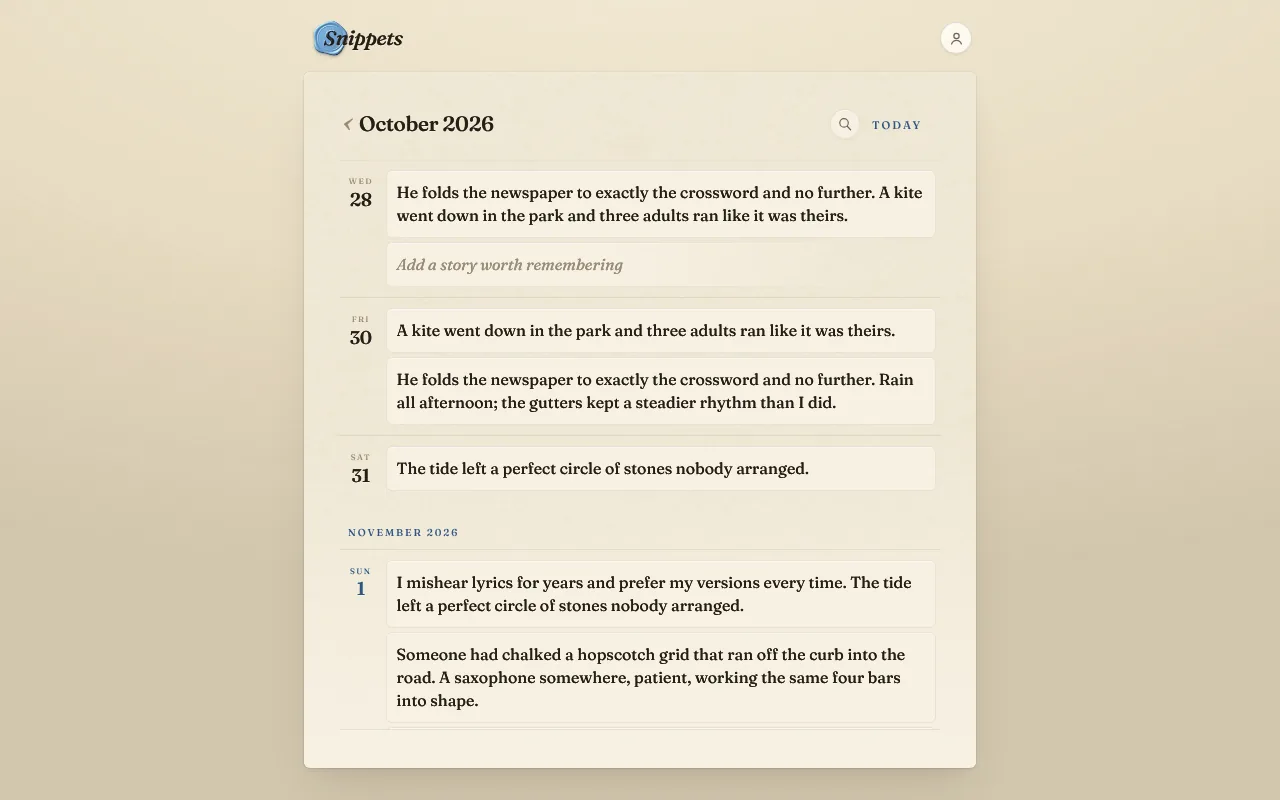 Snippets
October 2026
TODAY
WED
28
He folds the newspaper to exactly the crossword and no further. A kite
went down in the park and three adults ran like it was theirs.
Add a story worth remembering
FRI
30
A kite went down in the park and three adults ran like it was theirs.
He folds the newspaper to exactly the crossword and no further. Rain
all afternoon; the gutters kept a steadier rhythm than I did.
SAT
31
The tide left a perfect circle of stones nobody arranged.
NOVEMBER 2026
SUN
1
I mishear lyrics for years and prefer my versions every time. The tide
left a perfect circle of stones nobody arranged.
Someone had chalked a hopscotch grid that ran off the curb into the
road. A saxophone somewhere, patient, working the same four bars
into shape.